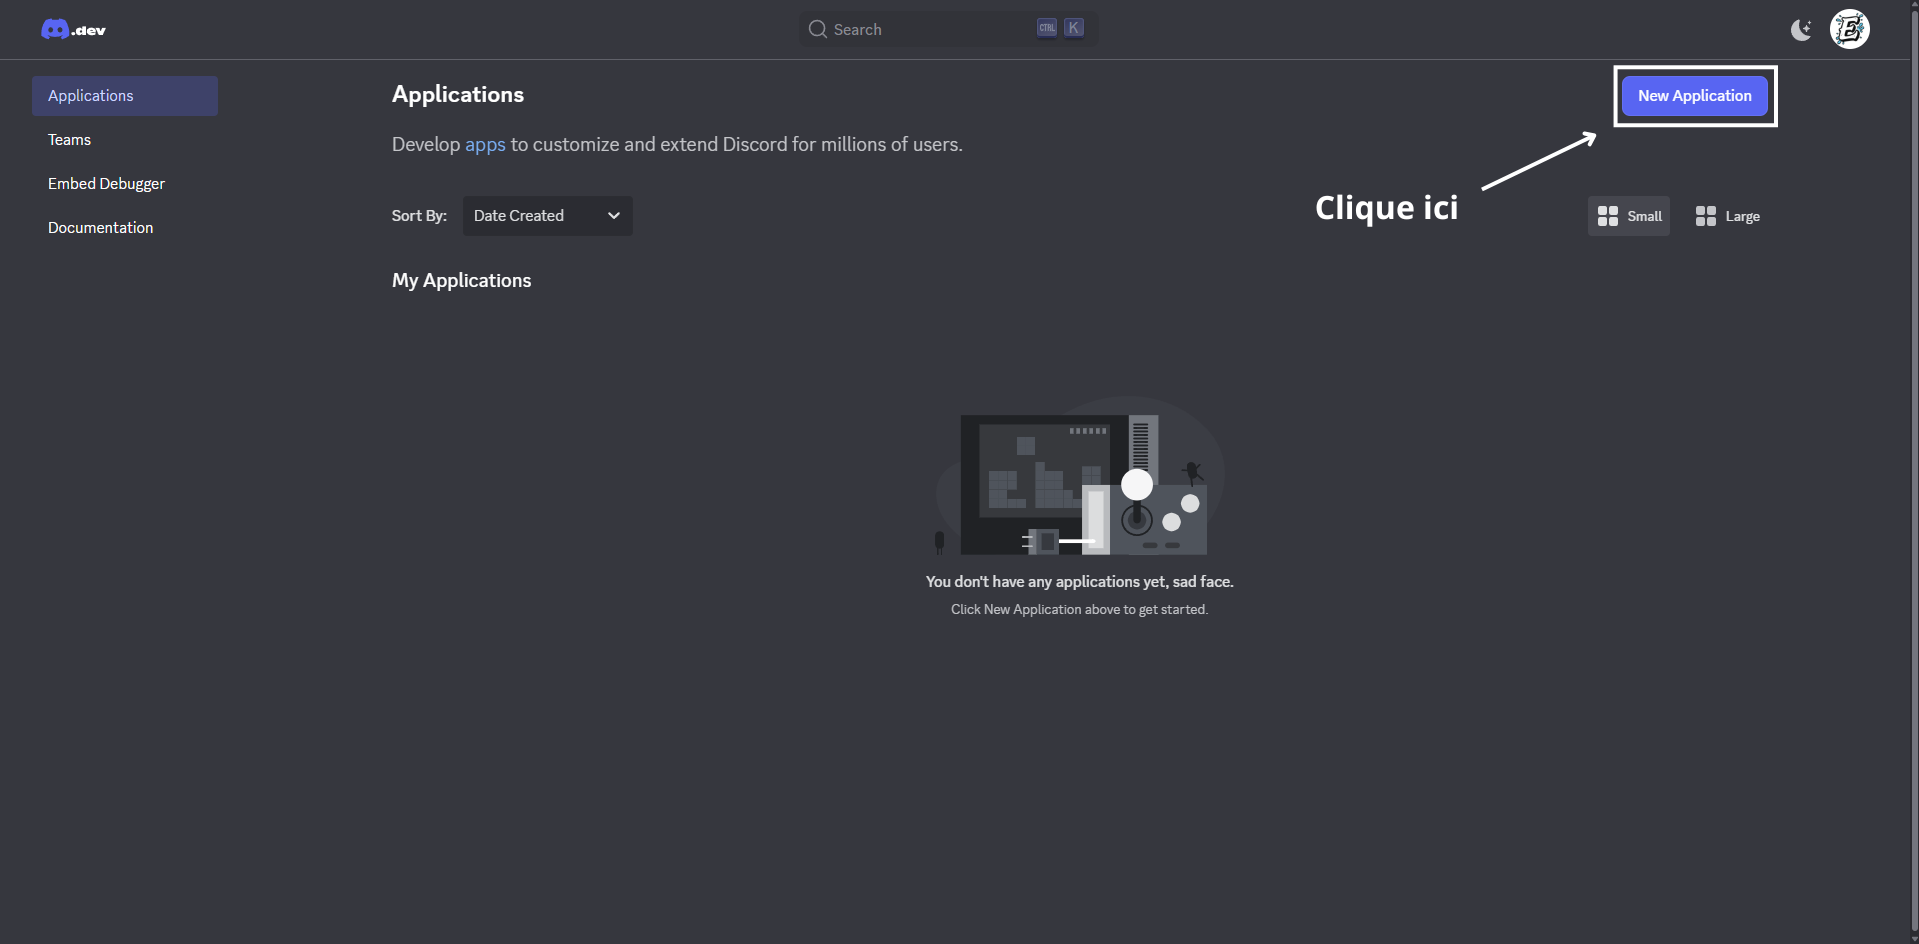 .dev
Search
CTRL K
Applications
Teams
Embed Debugger
Documentation
Applications
New Application
Develop apps to customize and extend Discord for millions of users.
Clique ici
Sort By: Date Created
Small Large
My Applications
You don't have any applications yet, sad face.
Click New Application above to get started.